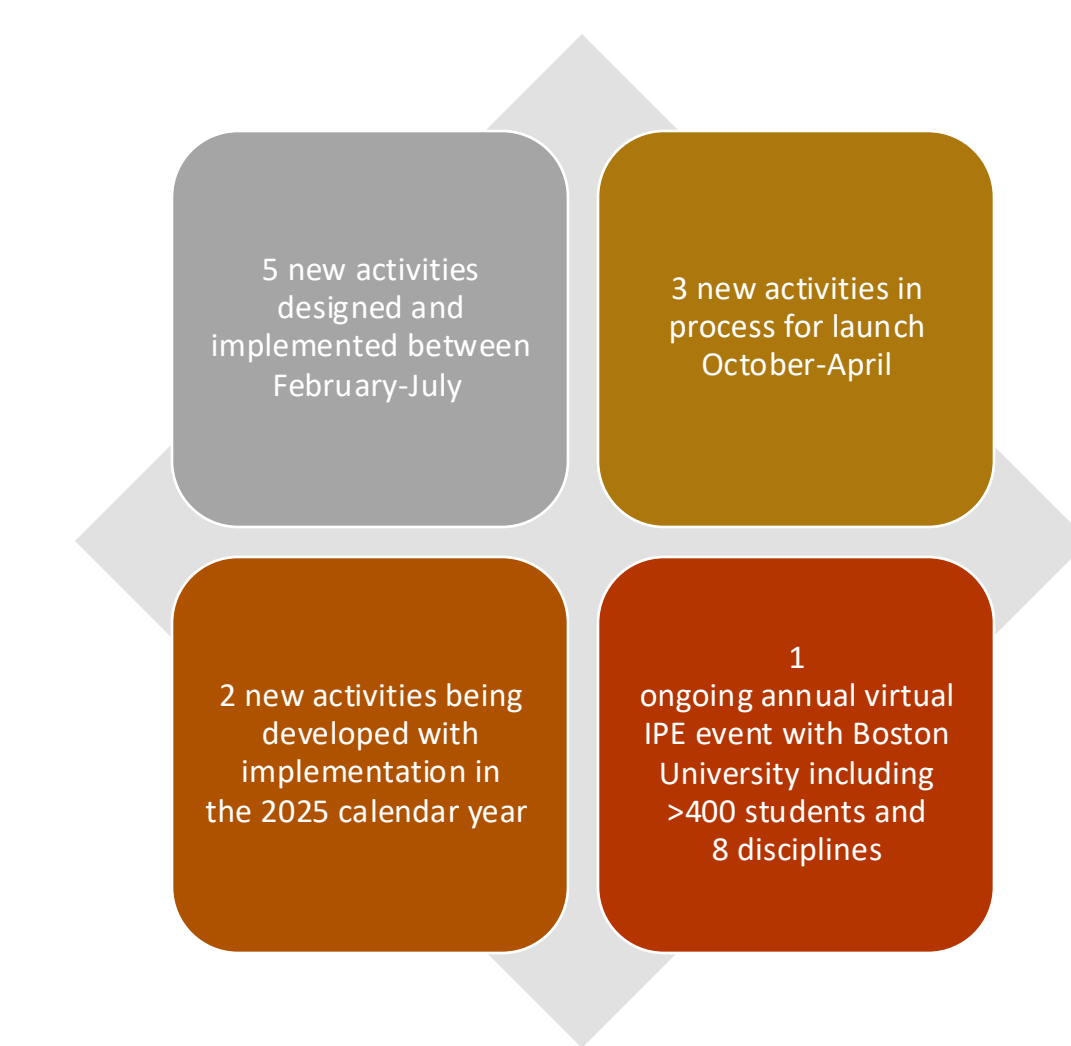 5 new activities
designed and
implemented between
February-July
3 new activities in
process for launch
October-April
2 new activities being
developed with
implementation in
the 2025 calendar year
1
ongoing annual virtual
IPE event with Boston
University including
>400 students and
8 disciplines